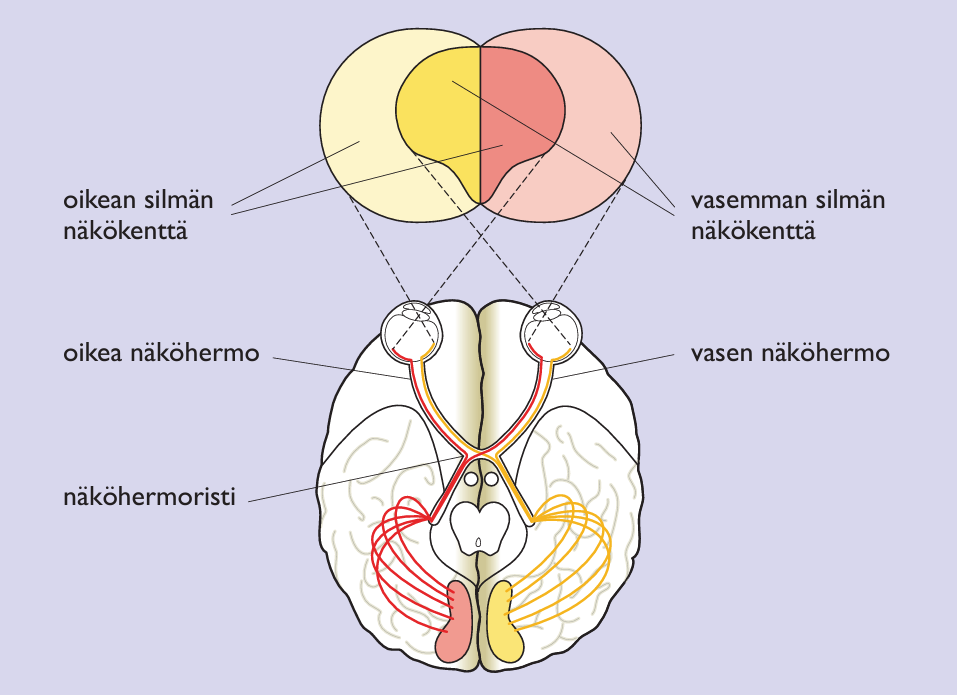 oikean silmän
näkökenttä
vasemman silmän
näkökenttä
oikea näköhermo
vasen näköhermo
näköhermoristi